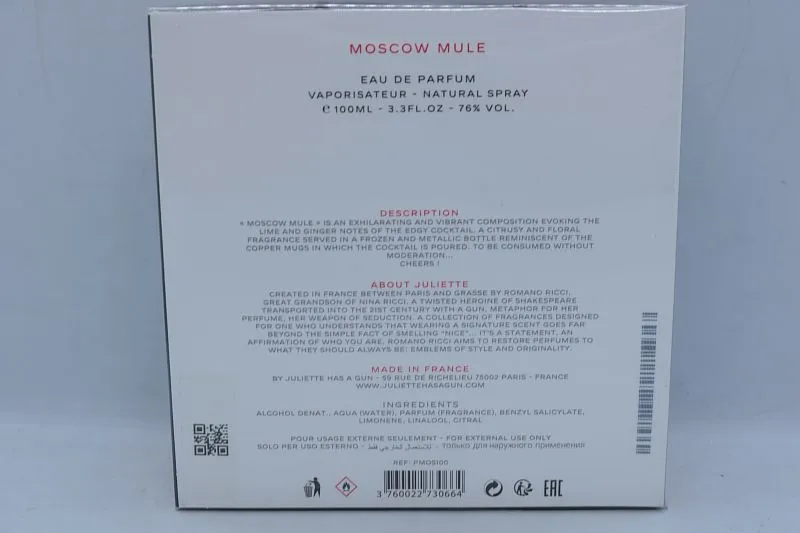 MOSCOW MULE
EAU DE PARFUM
VAPORISATEUR - NATURAL SPRAY
℮ 100ML - 3.3FL.OZ - 76% VOL.
DESCRIPTION
« MOSCOW MULE » IS AN EXHILARATING AND VIBRANT COMPOSITION EVOKING THE
LIME AND GINGER NOTES OF THE EDGY COCKTAIL. A CITRUSY AND FLORAL
FRAGRANCE SERVED IN A FROZEN AND METALLIC BOTTLE REMINISCENT OF THE
COPPER MUGS IN WHICH THE COCKTAIL IS POURED. TO BE CONSUMED WITHOUT
MODERATION...
CHEERS !
ABOUT JULIETTE
CREATED IN FRANCE BETWEEN PARIS AND GRASSE BY ROMANO RICCI,
GREAT GRANDSON OF NINA RICCI, A TWISTED HEROINE OF SHAKESPEARE
TRANSPORTED INTO THE 21ST CENTURY WITH A GUN, METAPHOR FOR HER
PERFUME, HER WEAPON OF SEDUCTION. A COLLECTION OF FRAGRANCES DESIGNED
FOR ONE WHO UNDERSTANDS THAT WEARING A SIGNATURE SCENT GOES FAR
BEYOND THE SIMPLE FACT OF SMELLING "NICE"... IT'S A STATEMENT, AN
AFFIRMATION OF WHO YOU ARE. ROMANO RICCI AIMS TO RESTORE PERFUMES TO
WHAT THEY SHOULD ALWAYS BE: EMBLEMS OF STYLE AND ORIGINALITY.
MADE IN FRANCE
BY JULIETTE HAS A GUN - 59 RUE DE RICHELIEU 75002 PARIS - FRANCE
WWW.JULIETTEHASAGUN.COM
INGREDIENTS
ALCOHOL DENAT., AQUA (WATER), PARFUM (FRAGRANCE), BENZYL SALICYLATE,
LIMONENE, LINALOOL, CITRAL
POUR USAGE EXTERNE SEULEMENT - FOR EXTERNAL USE ONLY
SOLO PER USO ESTERNO - للاستعمال الخارجي فقط - только для наружного применения
REF: PMOS100
3 760022 730664
EAC